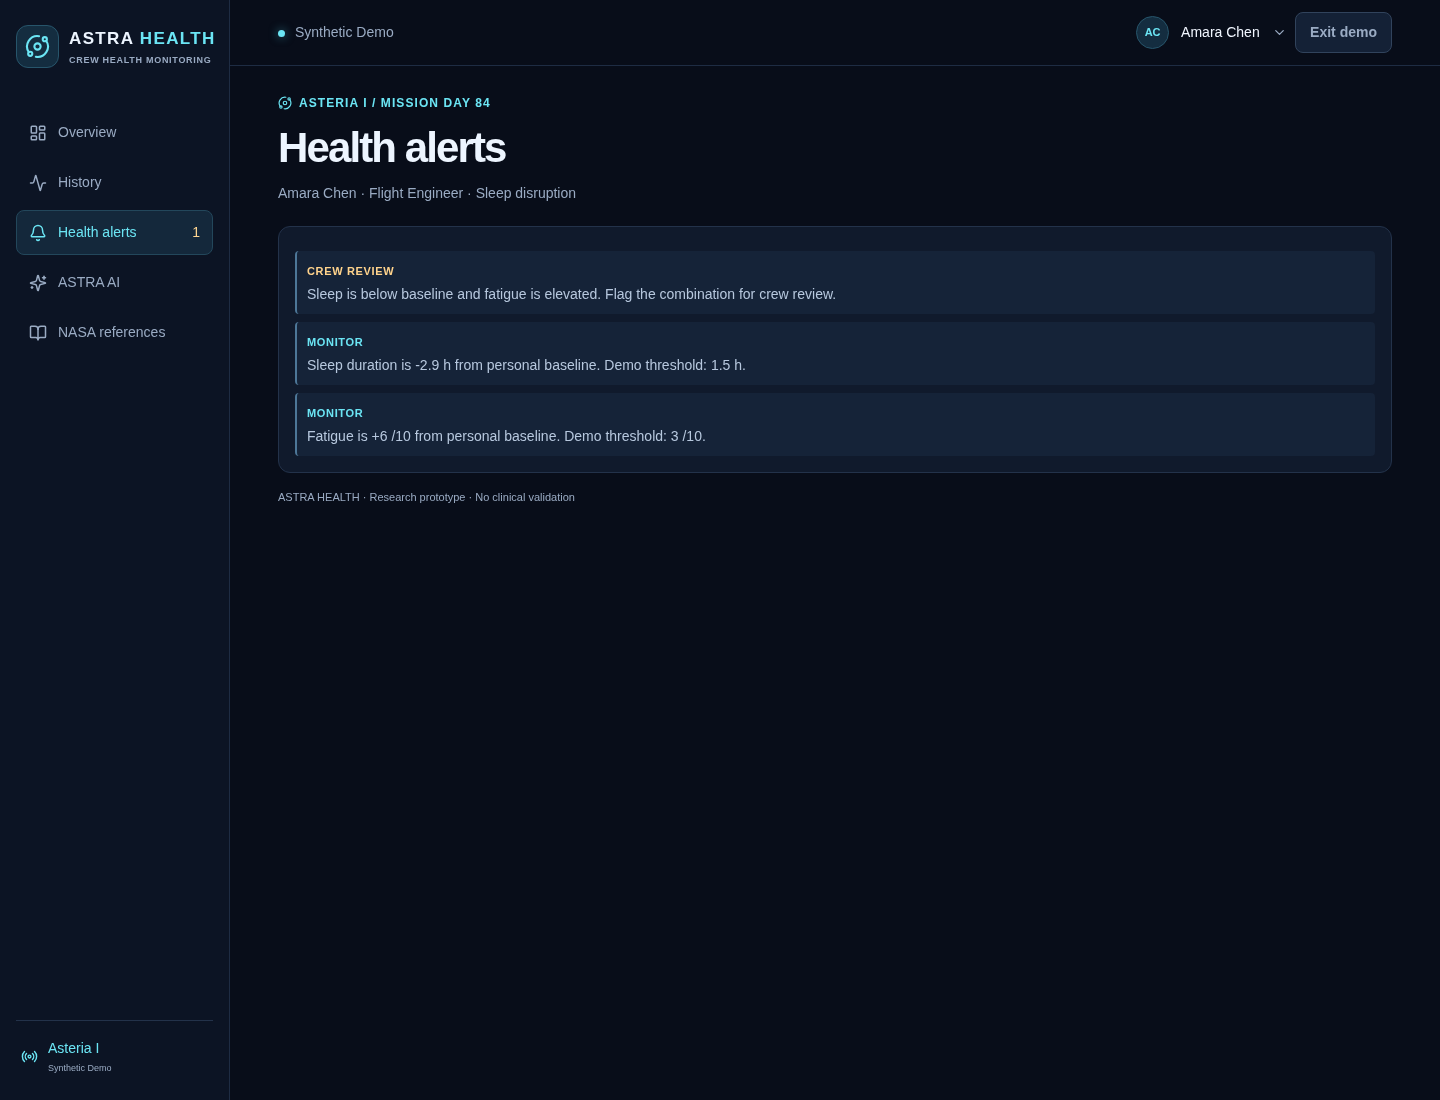 ASTRA HEALTH
CREW HEALTH MONITORING
Overview
History
Health alerts 1
ASTRA AI
NASA references
Asteria I
Synthetic Demo
Synthetic Demo
AC Amara Chen Exit demo
ASTERIA I / MISSION DAY 84
Health alerts
Amara Chen · Flight Engineer · Sleep disruption
CREW REVIEW
Sleep is below baseline and fatigue is elevated. Flag the combination for crew review.
MONITOR
Sleep duration is -2.9 h from personal baseline. Demo threshold: 1.5 h.
MONITOR
Fatigue is +6 /10 from personal baseline. Demo threshold: 3 /10.
ASTRA HEALTH · Research prototype · No clinical validation